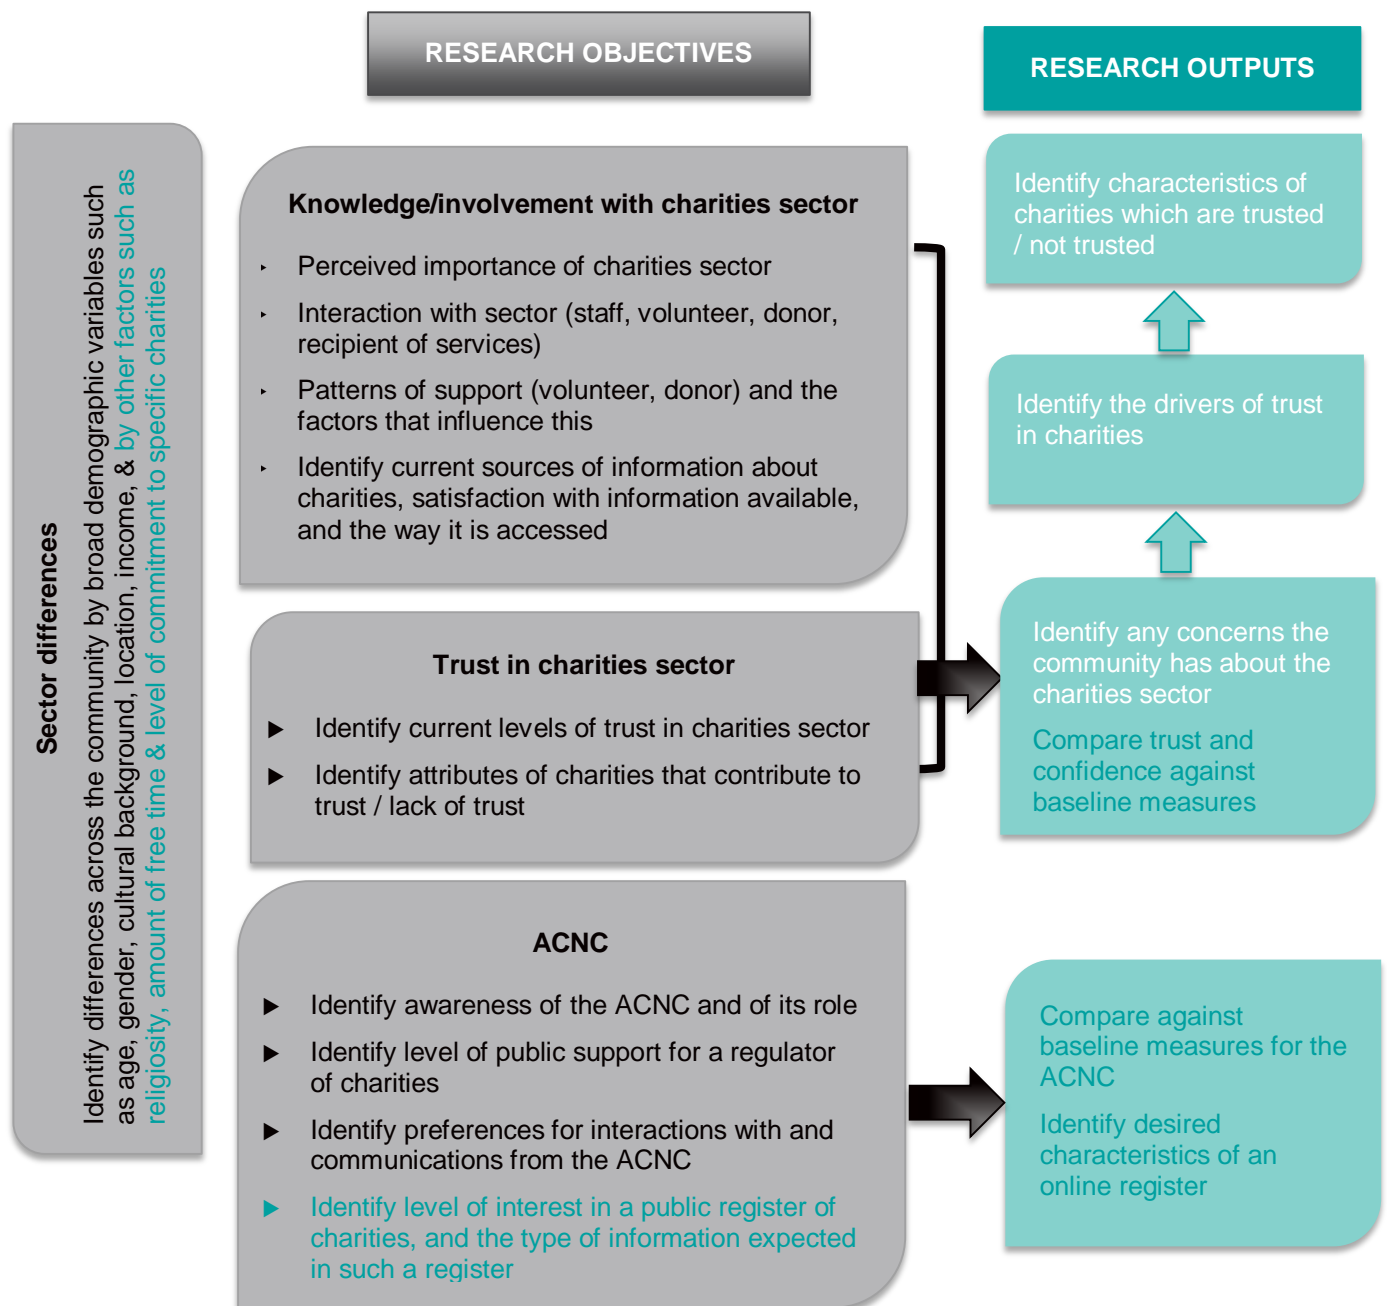 RESEARCH OBJECTIVES
RESEARCH OUTPUTS
Sector differences
Identify differences across the community by broad demographic variables such
as age, gender, cultural background, location, income, & by other factors such as
religiosity, amount of free time & level of commitment to specific charities
Knowledge/involvement with charities sector
Perceived importance of charities sector
Interaction with sector (staff, volunteer, donor,
recipient of services)
Patterns of support (volunteer, donor) and the
factors that influence this
Identify current sources of information about
charities, satisfaction with information available,
and the way it is accessed
Trust in charities sector
Identify current levels of trust in charities sector
Identify attributes of charities that contribute to
trust / lack of trust
ACNC
Identify awareness of the ACNC and of its role
Identify level of public support for a regulator
of charities
Identify preferences for interactions with and
communications from the ACNC
Identify level of interest in a public register of
charities, and the type of information expected
in such a register
Identify characteristics of
charities which are trusted
/ not trusted
Identify the drivers of trust
in charities
Identify any concerns the
community has about the
charities sector
Compare trust and
confidence against
baseline measures
Compare against
baseline measures for the
ACNC
Identify desired
characteristics of an
online register